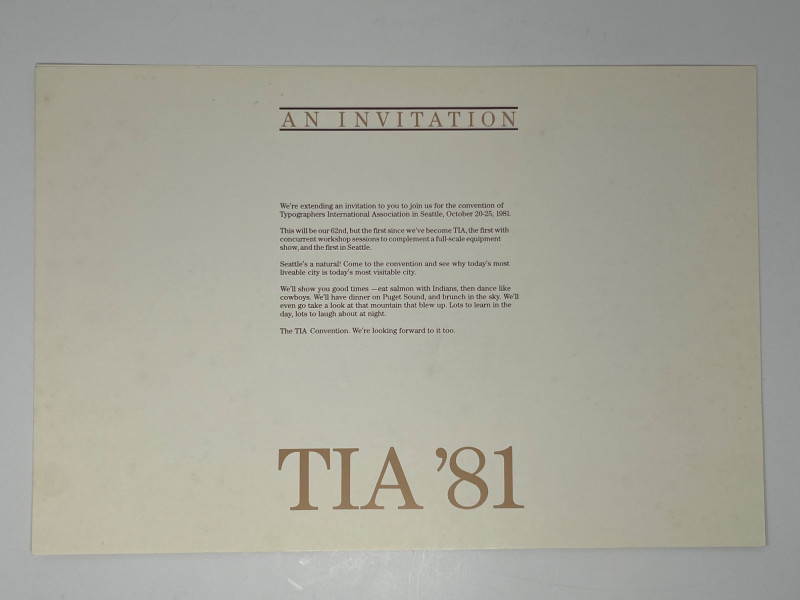 AN INVITATION
We're extending an invitation to you to join us for the convention of
Typographers International Association in Seattle, October 20-25, 1981.
This will be our 62nd, but the first since we've become TIA, the first with
concurrent workshop sessions to complement a full-scale equipment
show, and the first in Seattle.
Seattle's a natural! Come to the convention and see why today's most
liveable city is today's most visitable city.
We'll show you good times — eat salmon with Indians, then dance like
cowboys. We'll have dinner on Puget Sound, and brunch in the sky. We'll
even go take a look at that mountain that blew up. Lots to learn in the
day, lots to laugh about at night.
The TIA Convention. We're looking forward to it too.
TIA '81